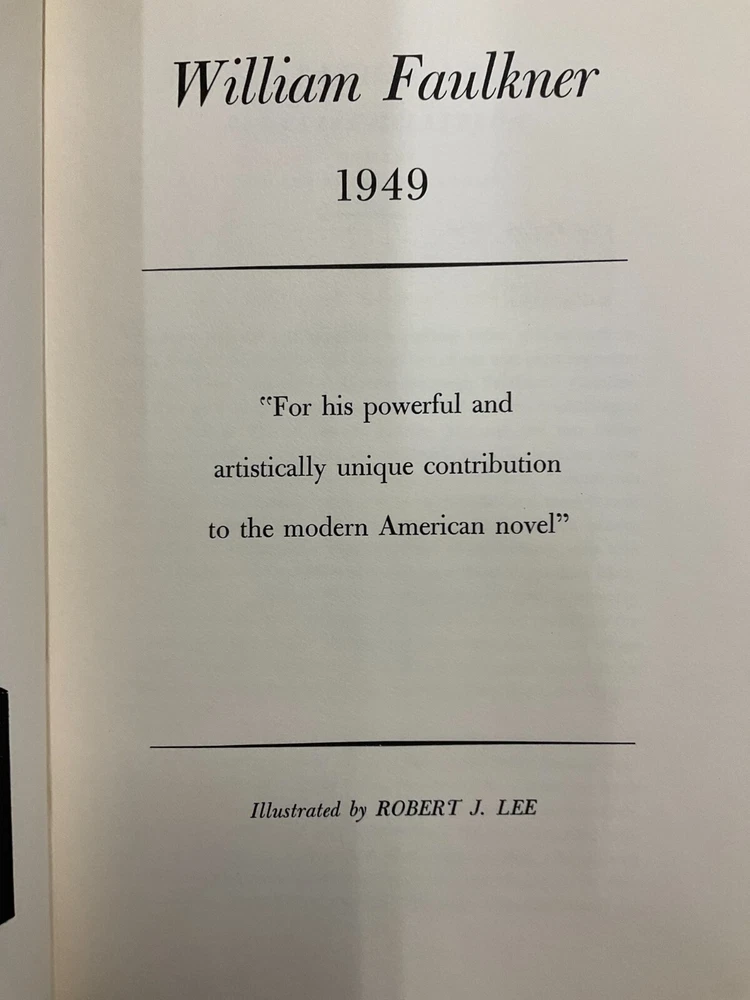 William Faulkner
1949
“For his powerful and
artistically unique contribution
to the modern American novel”
Illustrated by ROBERT J. LEE